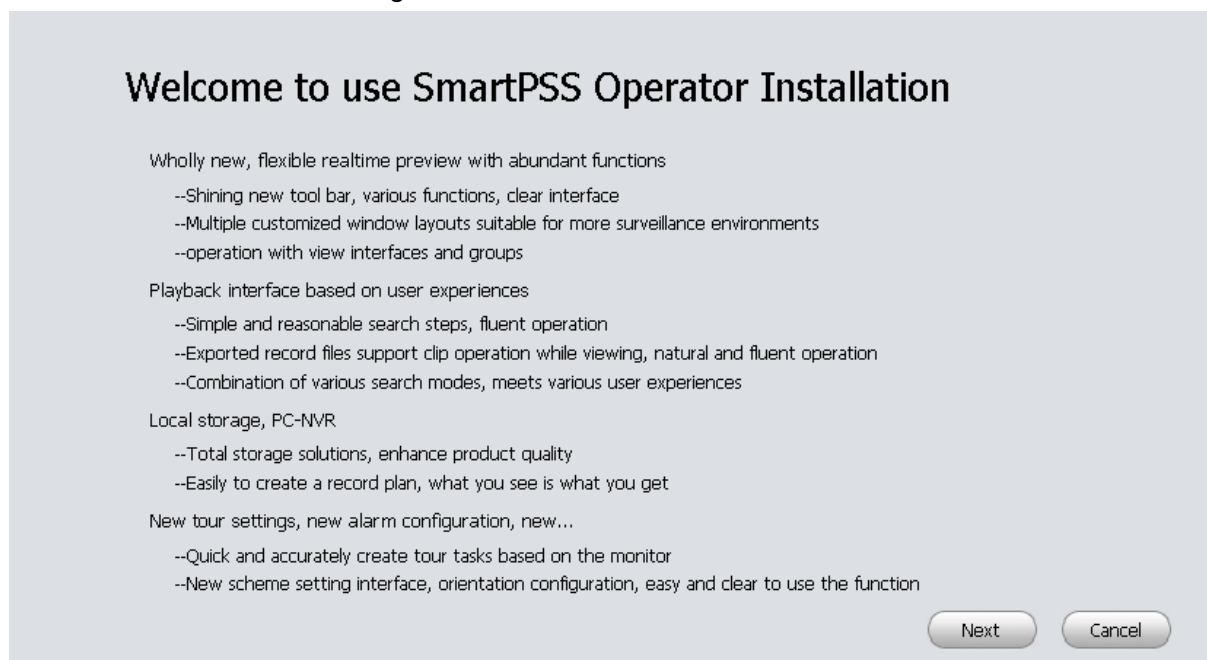 Welcome to use SmartPSS Operator Installation
Wholly new, flexible realtime preview with abundant functions
--Shining new tool bar, various functions, clear interface
--Multiple customized window layouts suitable for more surveillance environments
--operation with view interfaces and groups
Playback interface based on user experiences
--Simple and reasonable search steps, fluent operation
--Exported record files support clip operation while viewing, natural and fluent operation
--Combination of various search modes, meets various user experiences
Local storage, PC-NVR
--Total storage solutions, enhance product quality
--Easily to create a record plan, what you see is what you get
New tour settings, new alarm configuration, new...
--Quick and accurately create tour tasks based on the monitor
--New scheme setting interface, orientation configuration, easy and clear to use the function
Next Cancel